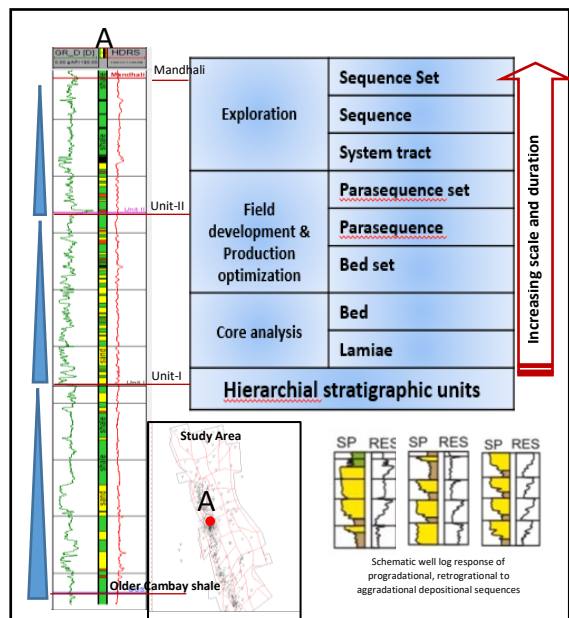 A
GR_D (D)
HDRS
Mandhali
Mandhali
shale
shale
Unit-II
Unit-II
sand
Unit-I
shale
shale
sand
Older Cambay shale
Exploration
Sequence Set
Sequence
System tract
Field
development &
Production
optimization
Parasequence set
Parasequence
Bed set
Core analysis
Bed
Lamiae
Hierarchial stratigraphic units
Increasing scale and duration
Study Area
A
SP RES
SP RES
SP RES
Schematic well log response of
progradational, retrogrational to
aggradational depositional sequences